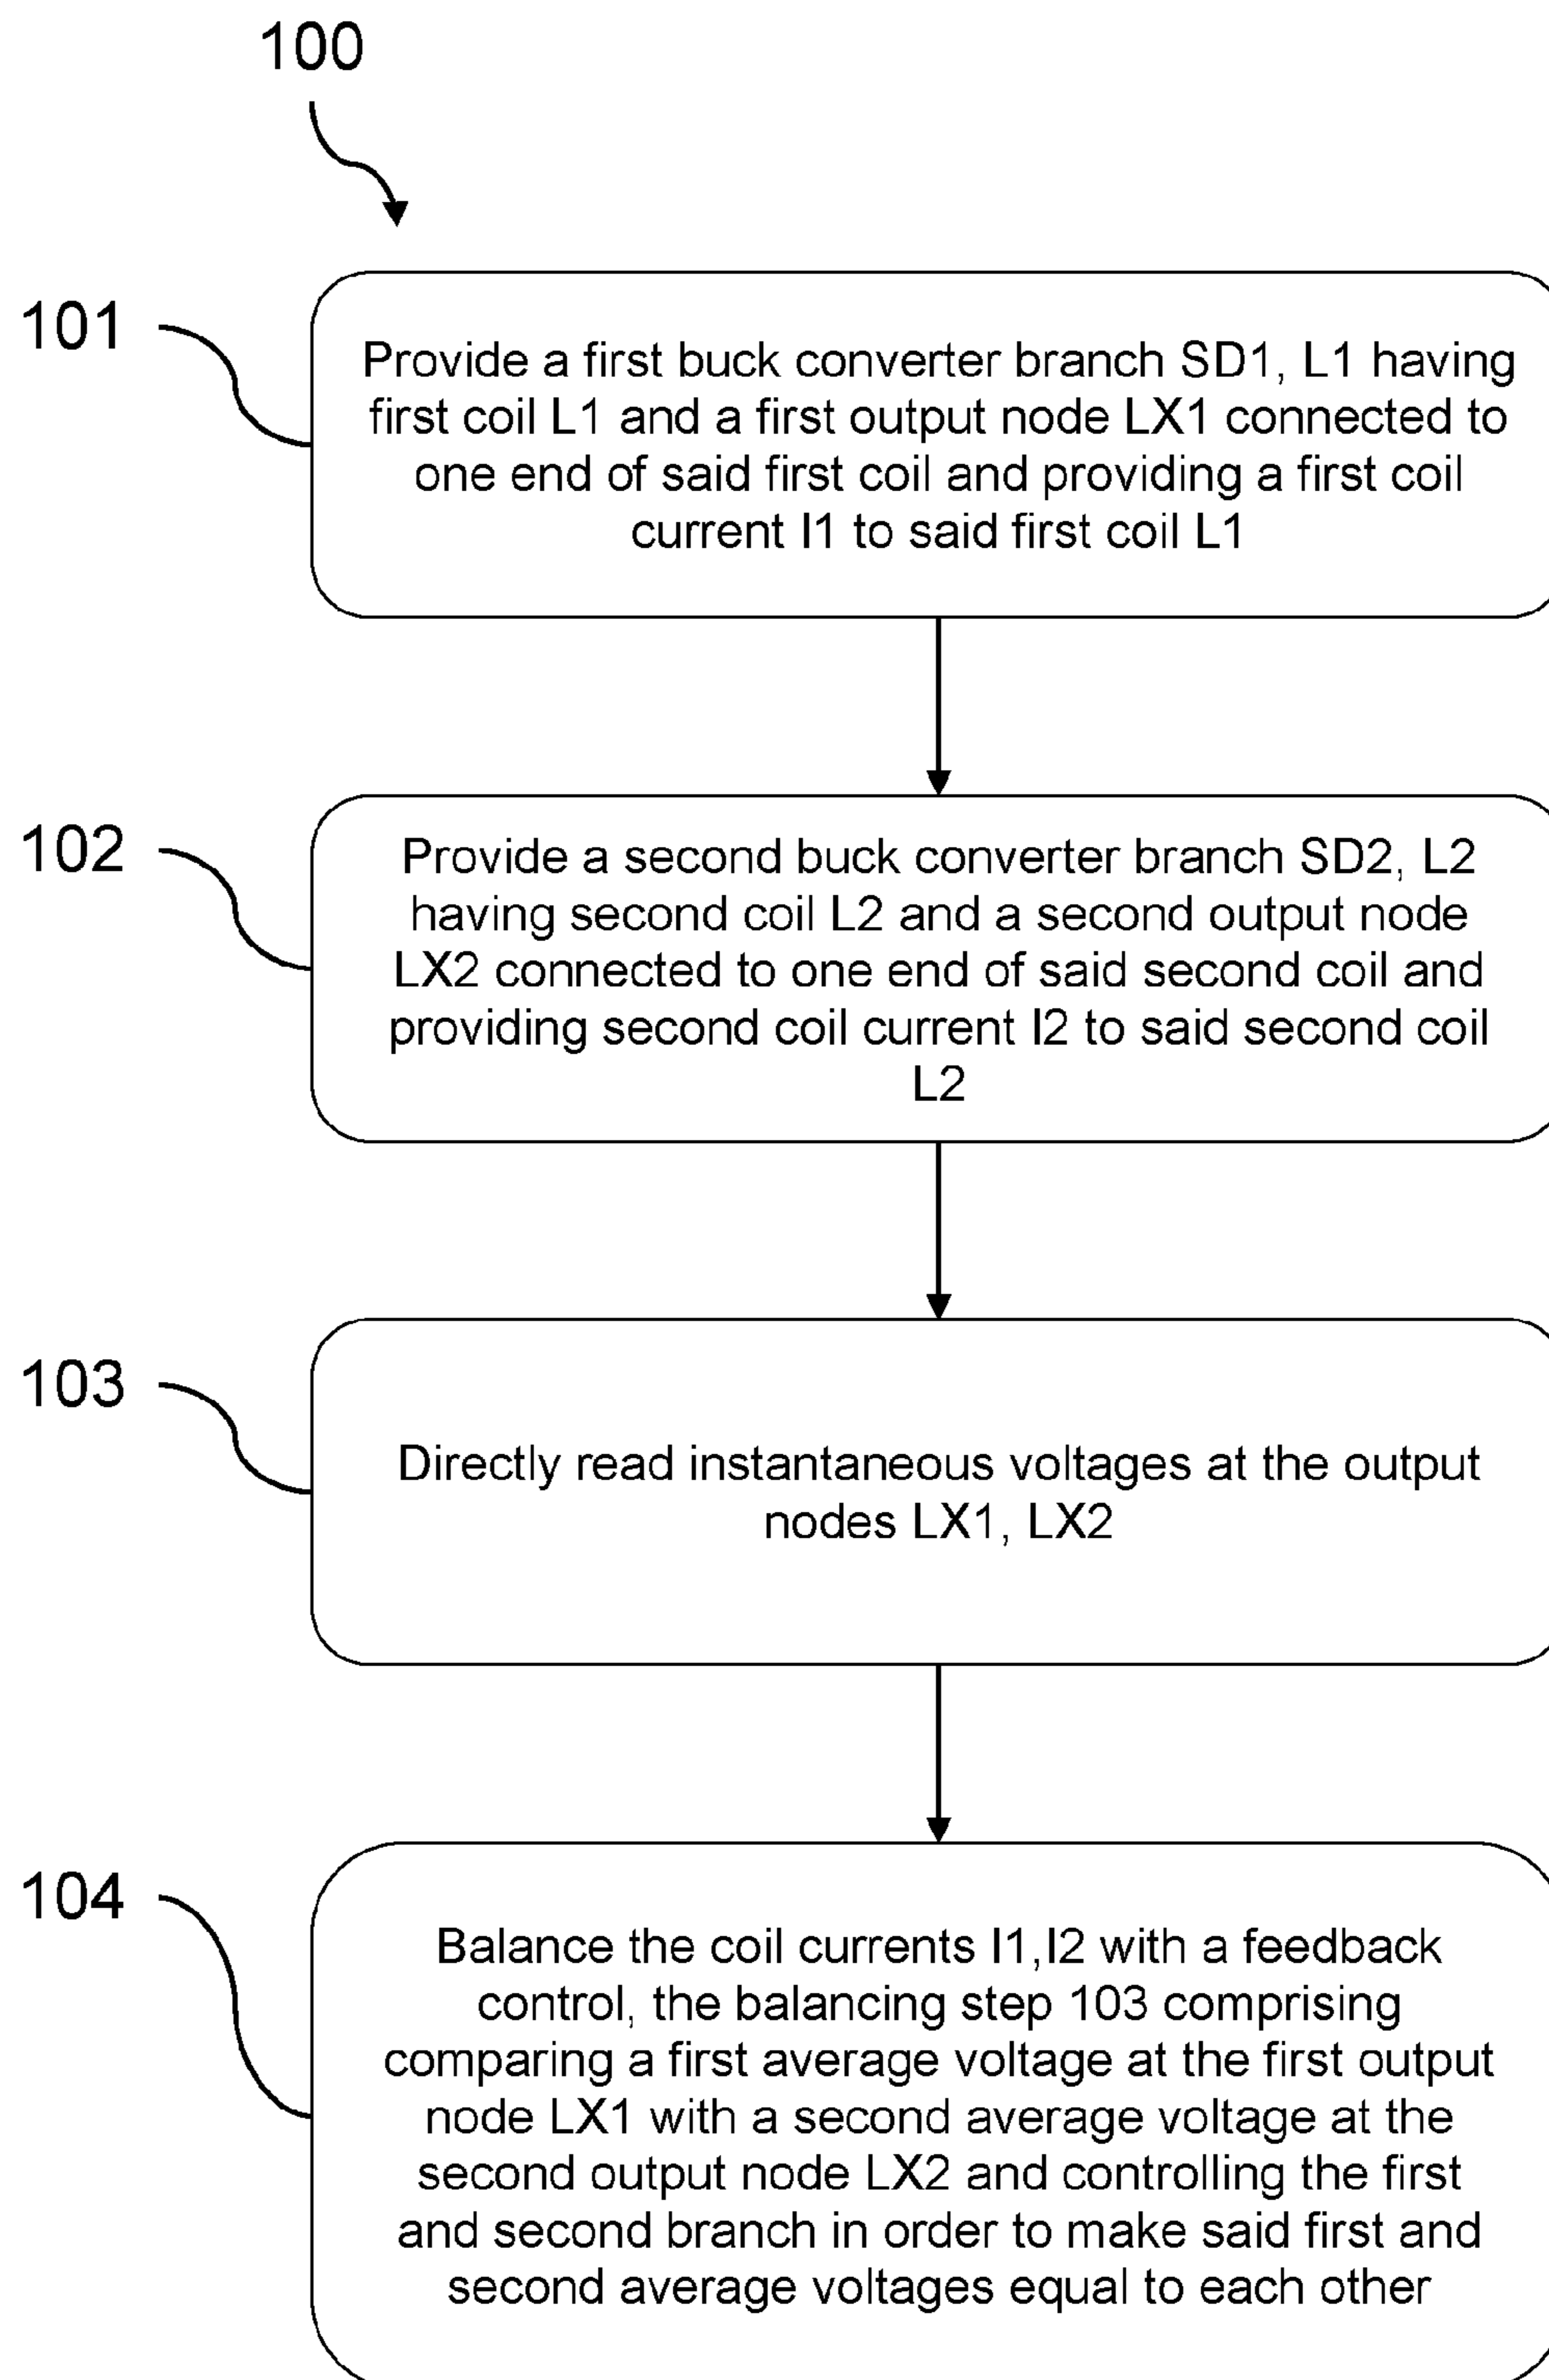 100
101
Provide a first buck converter branch SD1, L1 having
first coil L1 and a first output node LX1 connected to
one end of said first coil and providing a first coil
current I1 to said first coil L1
102
Provide a second buck converter branch SD2, L2
having second coil L2 and a second output node
LX2 connected to one end of said second coil and
providing second coil current I2 to said second coil
L2
103
Directly read instantaneous voltages at the output
nodes LX1, LX2
104
Balance the coil currents I1,I2 with a feedback
control, the balancing step 103 comprising
comparing a first average voltage at the first output
node LX1 with a second average voltage at the
second output node LX2 and controlling the first
and second branch in order to make said first and
second average voltages equal to each other